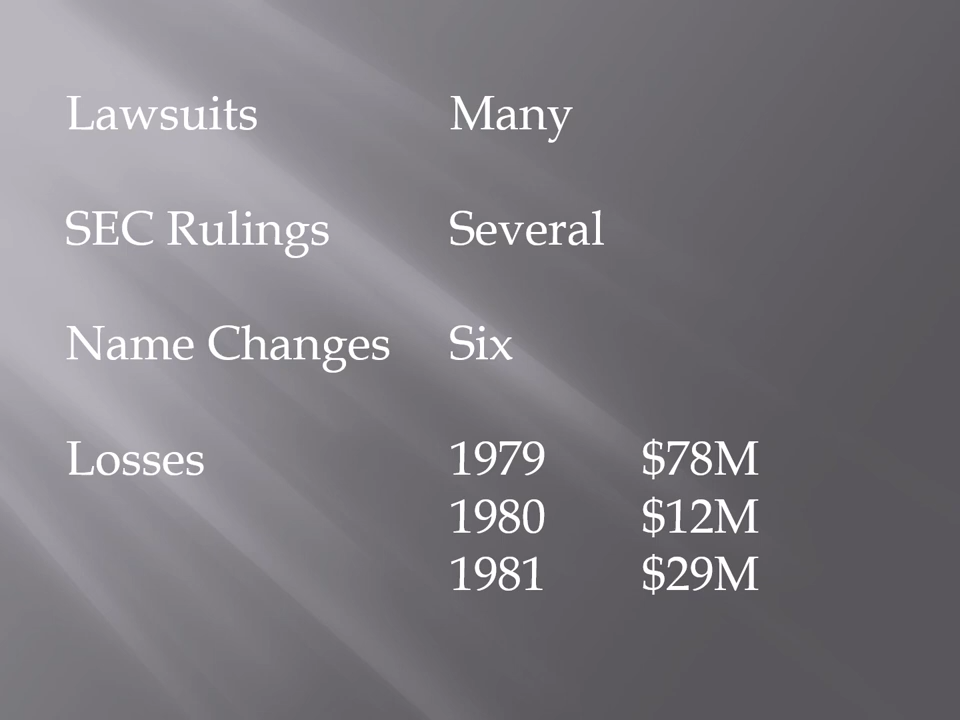 Lawsuits Many
SEC Rulings Several
Name Changes Six
Losses 1979 $78M
1980 $12M
1981 $29M